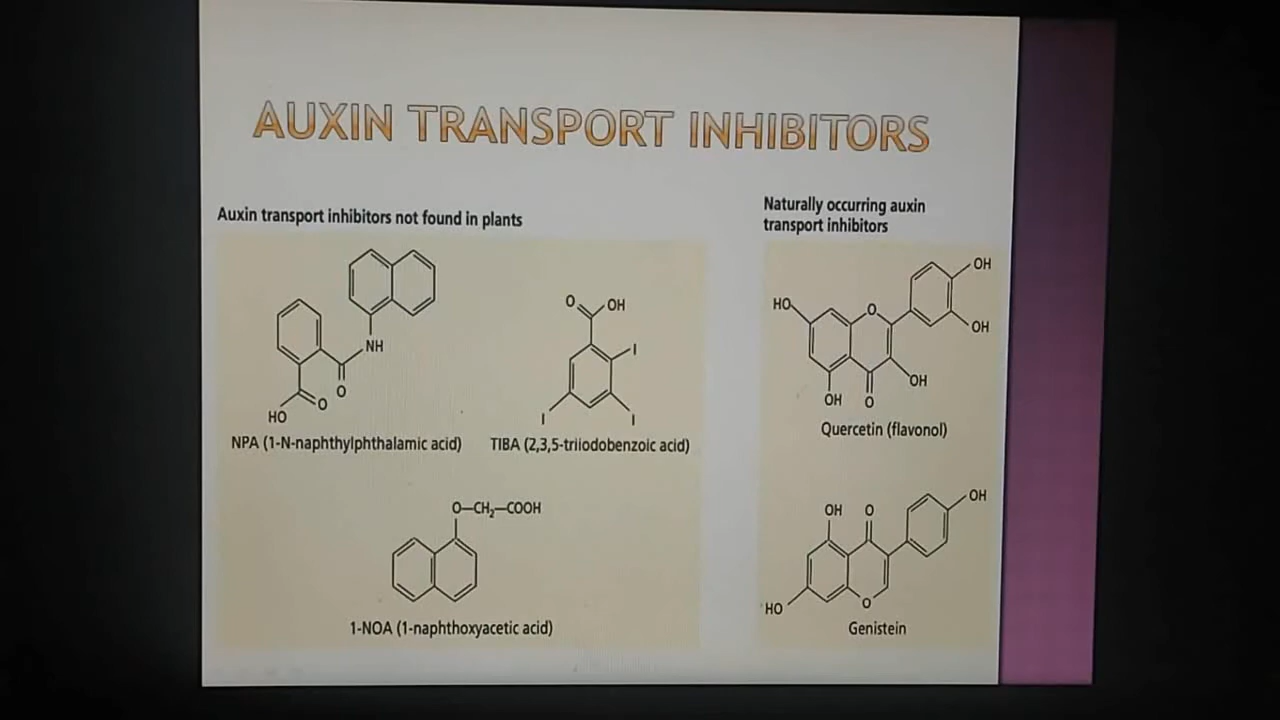 AUXIN TRANSPORT INHIBITORS
Auxin transport inhibitors not found in plants
NH
O
O
HO
NPA (1-N-naphthylphthalamic acid)
O
OH
I
I
I
TIBA (2,3,5-triiodobenzoic acid)
O—CH2—COOH
1-NOA (1-naphthoxyacetic acid)
Naturally occurring auxin
transport inhibitors
OH
HO
O
OH
OH
OH
O
Quercetin (flavonol)
OH
OH
O
HO
O
Genistein